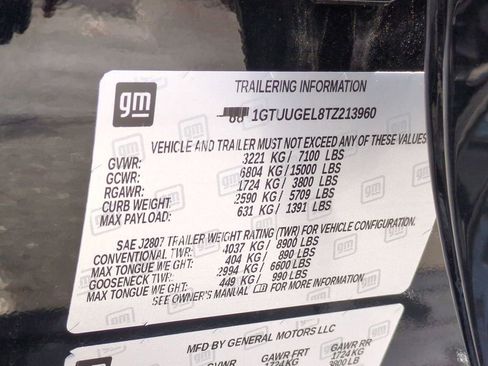 gm
TRAILERING INFORMATION
1GTUUGEL8TZ213960
VEHICLE AND TRAILER MUST NOT EXCEED ANY OF THESE VALUES
GVWR: 3221 KG / 7100 LBS
GCWR: 6804 KG / 15000 LBS
RGAWR: 1724 KG / 3800 LBS
CURB WEIGHT: 2590 KG / 5709 LBS
MAX PAYLOAD: 631 KG / 1391 LBS
SAE J2807 TRAILER WEIGHT RATING (TWR) FOR VEHICLE CONFIGURATION.
CONVENTIONAL TWR: 4037 KG / 8900 LBS
MAX TONGUE WEIGHT: 404 KG / 890 LBS
GOOSENECK TWR: 2994 KG / 6600 LBS
MAX TONGUE WEIGHT: 449 KG / 990 LBS
SEE OWNER'S MANUAL FOR MORE INFORMATION
gm
MFD BY GENERAL MOTORS LLC
GVWR GAWR FRT GAWR RR
1724KG
3800LB